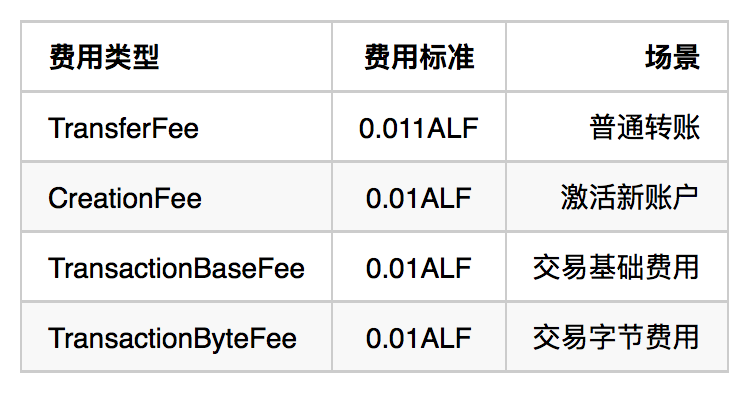 费用类型 费用标准 场景
TransferFee 0.011ALF 普通转账
CreationFee 0.01ALF 激活新账户
TransactionBaseFee 0.01ALF 交易基础费用
TransactionByteFee 0.01ALF 交易字节费用